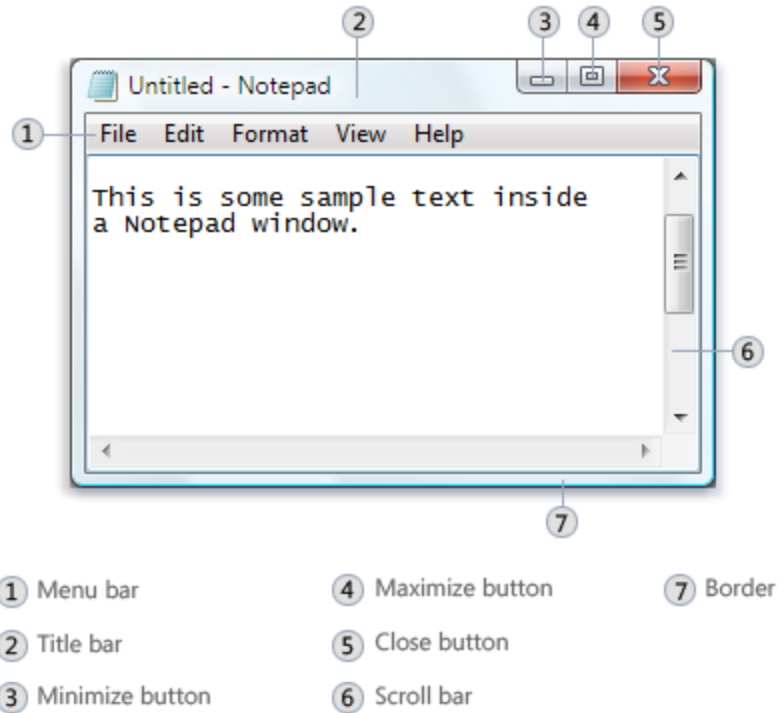 2 3 4 5
Untitled - Notepad
1 File Edit Format View Help
This is some sample text inside
a Notepad window.
6
7
1 Menu bar
2 Title bar
3 Minimize button
4 Maximize button
5 Close button
6 Scroll bar
7 Border